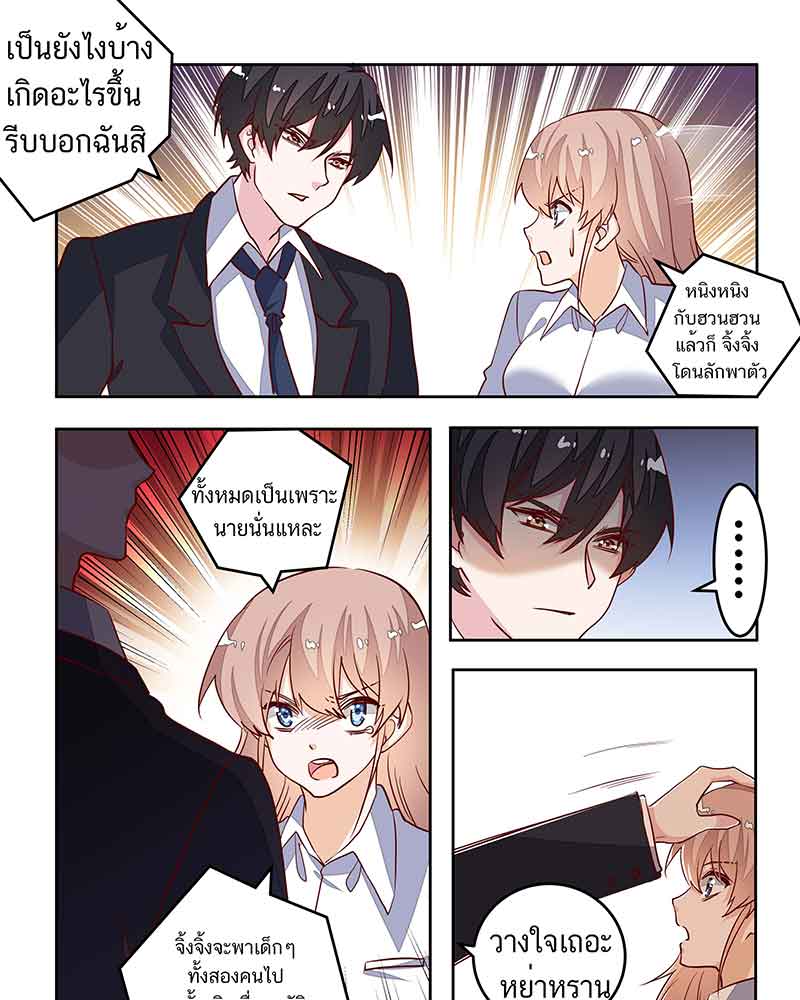 เป็นยังไงบ้าง
เกิดอะไรขึ้น
รีบบอกฉันสิ
หนิงหนิง
กับฮวนฮวน
แล้วก็ จิ้งจิ้ง
โดนลักพาตัว
ทั้งหมดเป็นเพราะ
นายนั่นแหละ
จิ้งจิ้งจะพาเด็กๆ
ทั้งสองคนไป
วางใจเถอะ
หย่าหราน